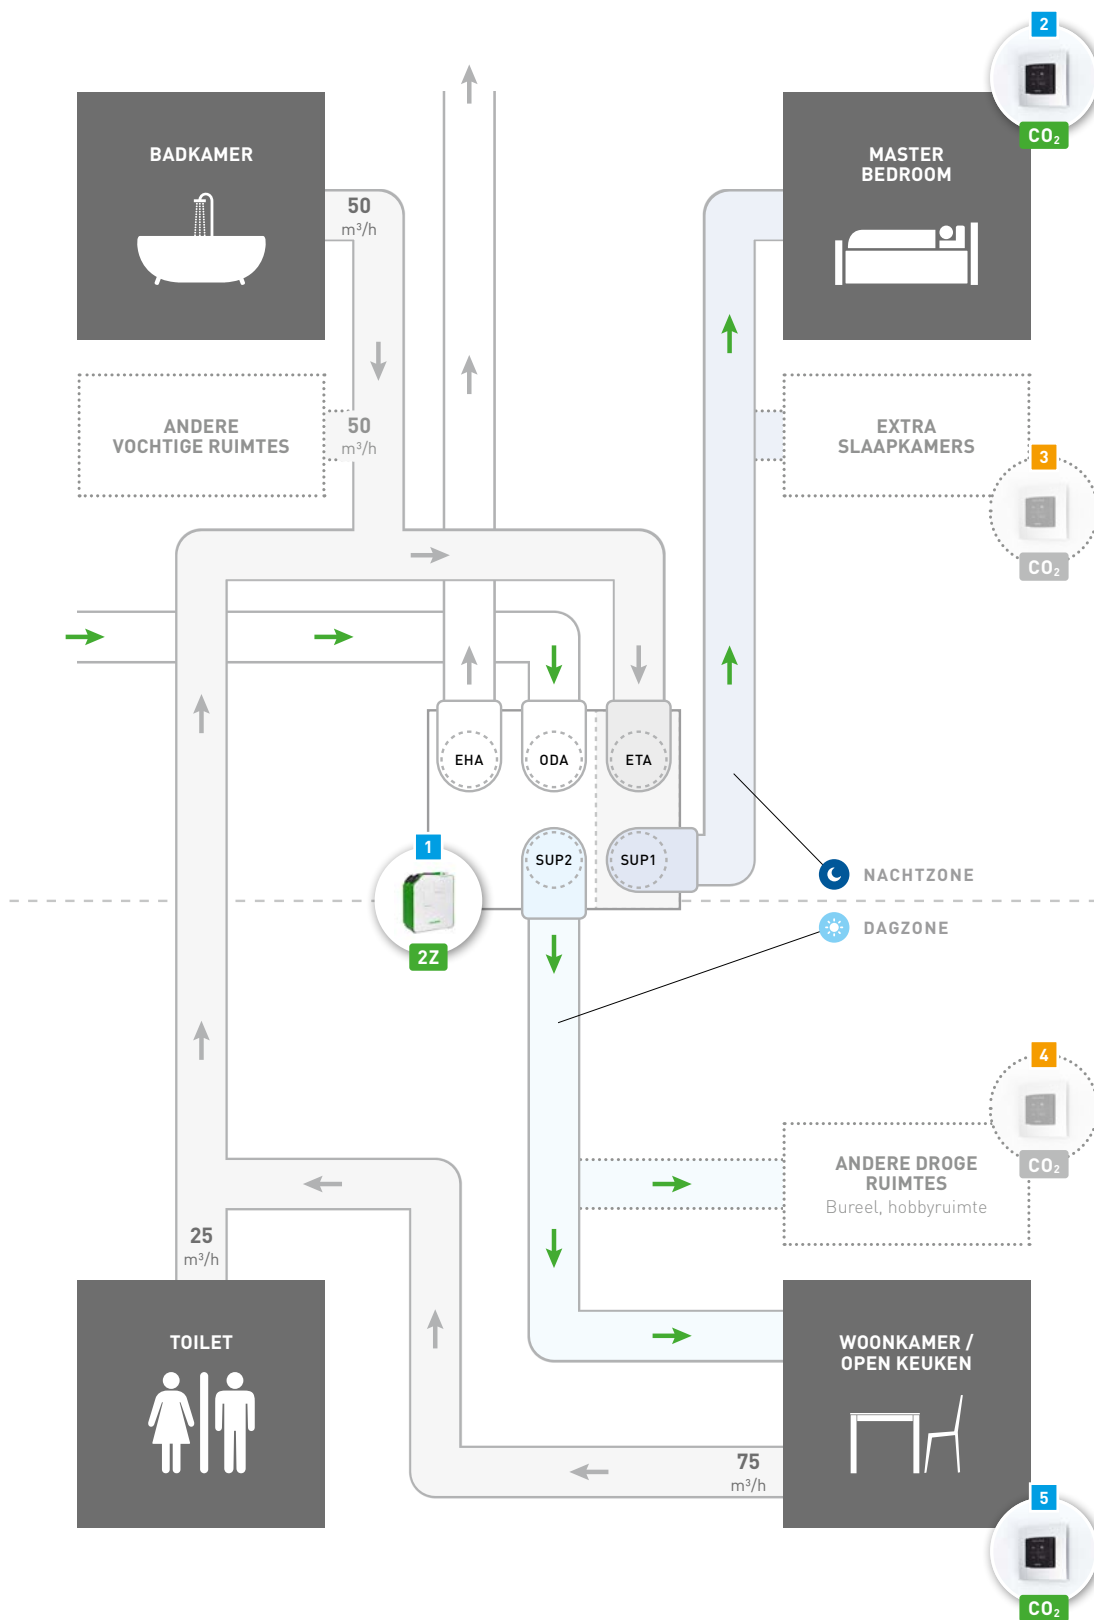 2
CO₂
BADKAMER
MASTER
BEDROOM
50
m³/h
ANDERE
VOCHTIGE RUIMTES
50
m³/h
EXTRA
SLAAPKAMERS
3
CO₂
EHA
ODA
ETA
1
SUP2
SUP1
2Z
NACHTZONE
DAGZONE
4
CO₂
ANDERE DROGE
RUIMTES
Bureel, hobbyruimte
25
m³/h
TOILET
WOONKAMER /
OPEN KEUKEN
75
m³/h
5
CO₂